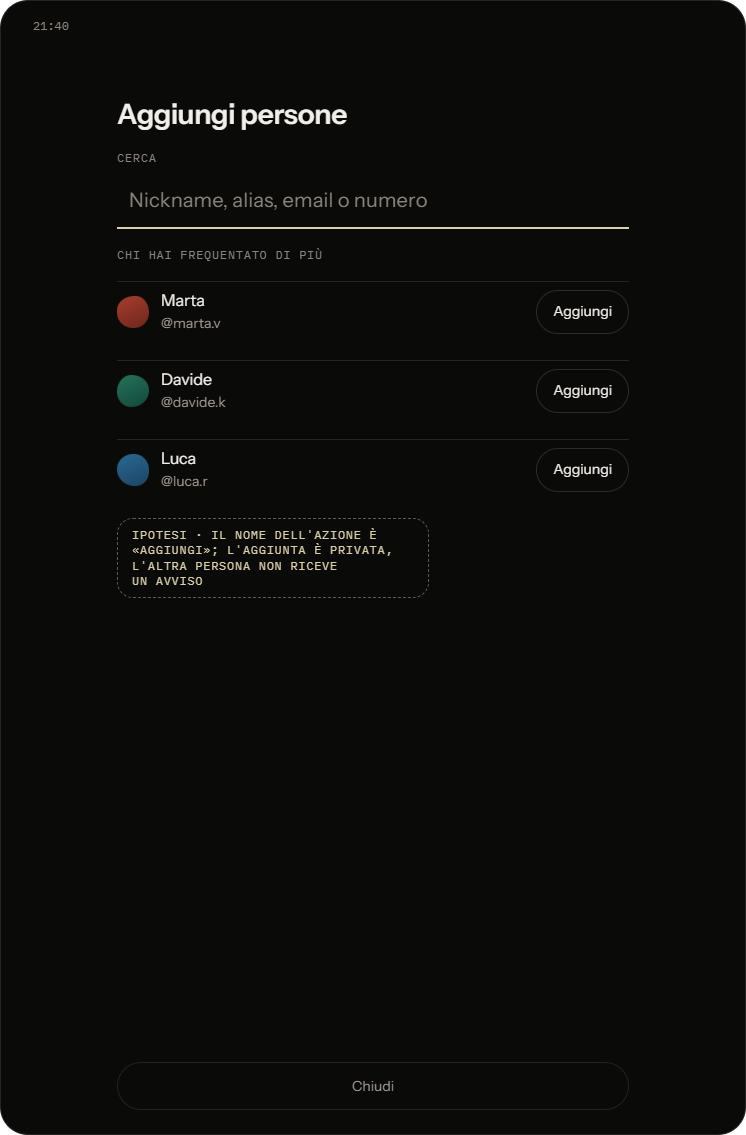 21:40
Aggiungi persone
CERCA
Nickname, alias, email o numero
CHI HAI FREQUENTATO DI PIÙ
Marta
@marta.v
Aggiungi
Davide
@davide.k
Aggiungi
Luca
@luca.r
Aggiungi
IPOTESI · IL NOME DELL'AZIONE È
«AGGIUNGI»; L'AGGIUNTA È PRIVATA,
L'ALTRA PERSONA NON RICEVE
UN AVVISO
Chiudi